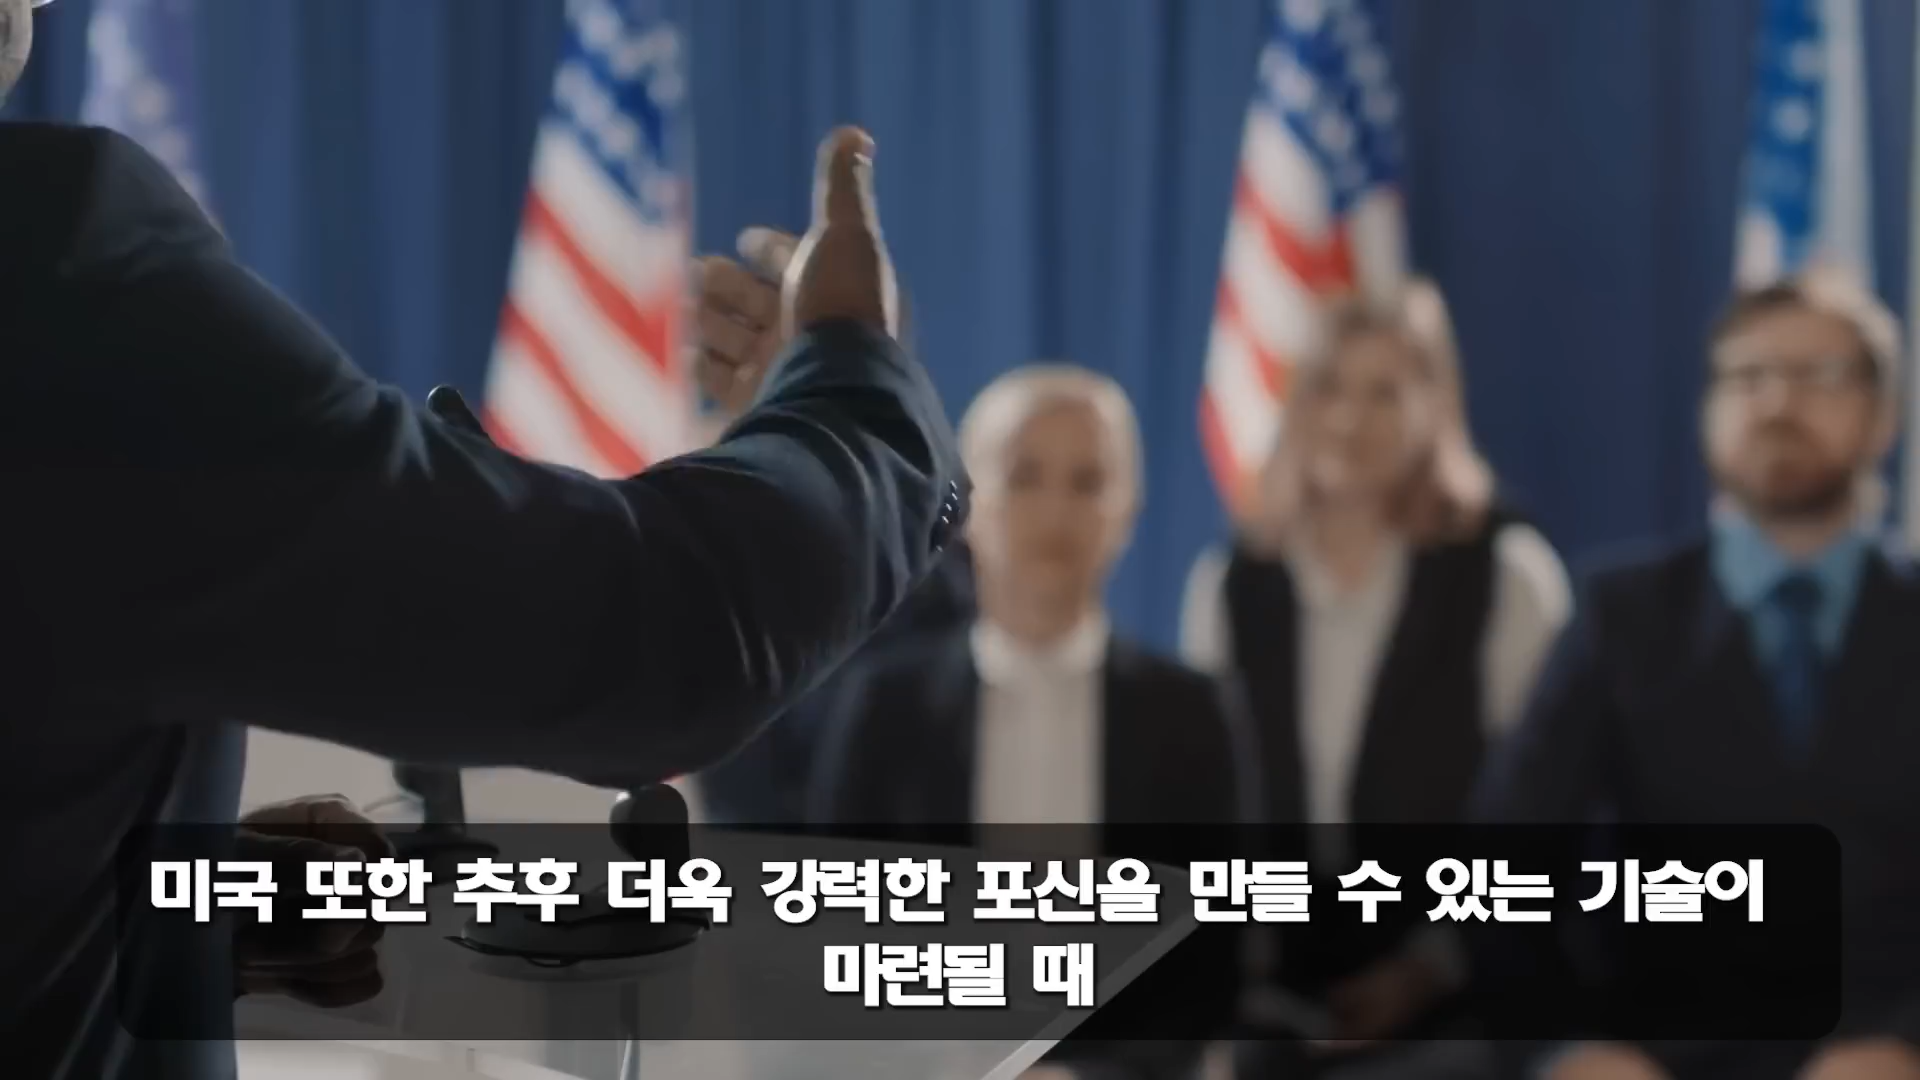 미국 또한 추후 더욱 강력한 포신을 만들 수 있는 기술이
마련될 때